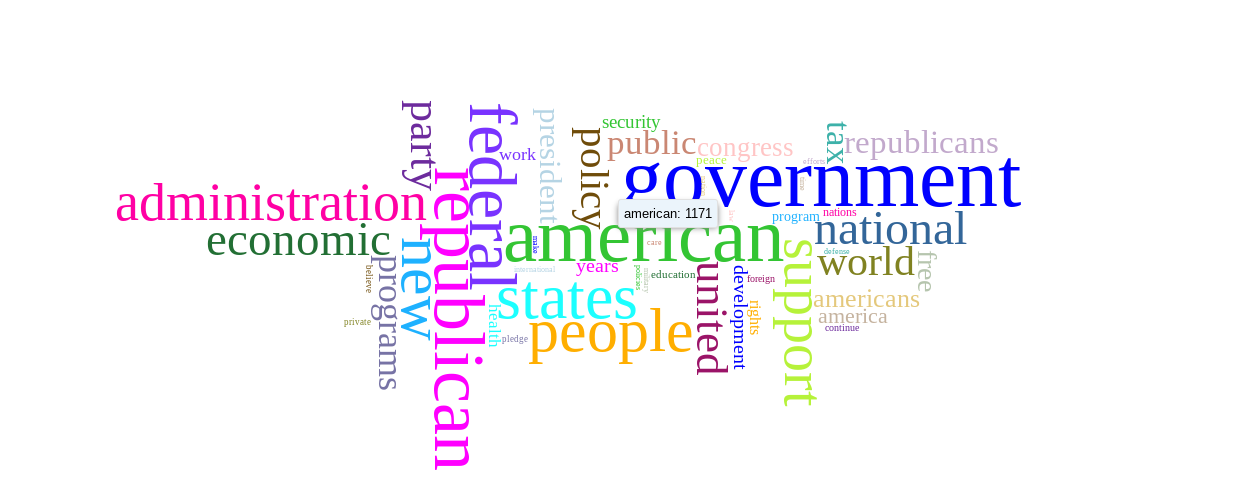 party
federal
president
security
policy
public
congress
tax
republicans
work
peace
efforts
government
administration
republican
american: 1171
american
law
program
nations
national
economic
new
make
care
defense
world
free
support
believe
programs
international
years
policies
military
education
united
development
foreign
states
americans
america
continue
rights
health
people
private
pledge